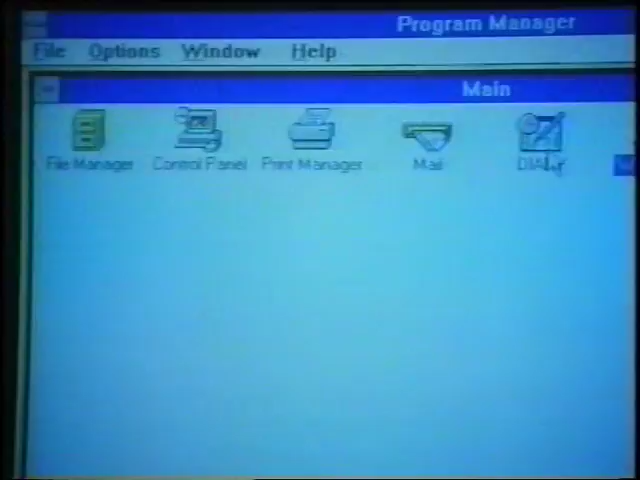 Program Manager
File Options Window Help
Main
File Manager Control Panel Print Manager Mail